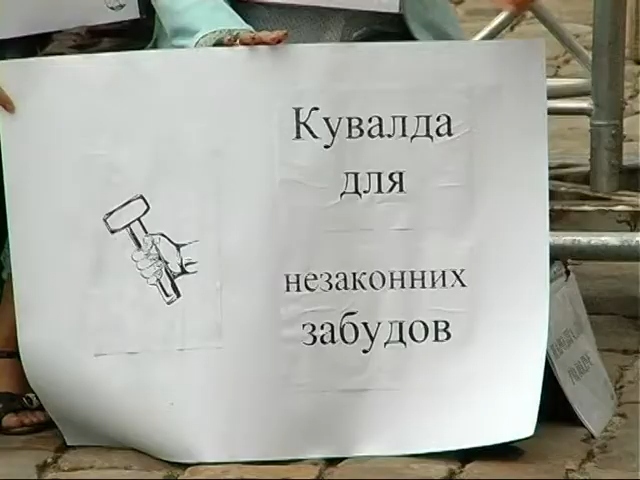 Кувалда
для
незаконних
забудов